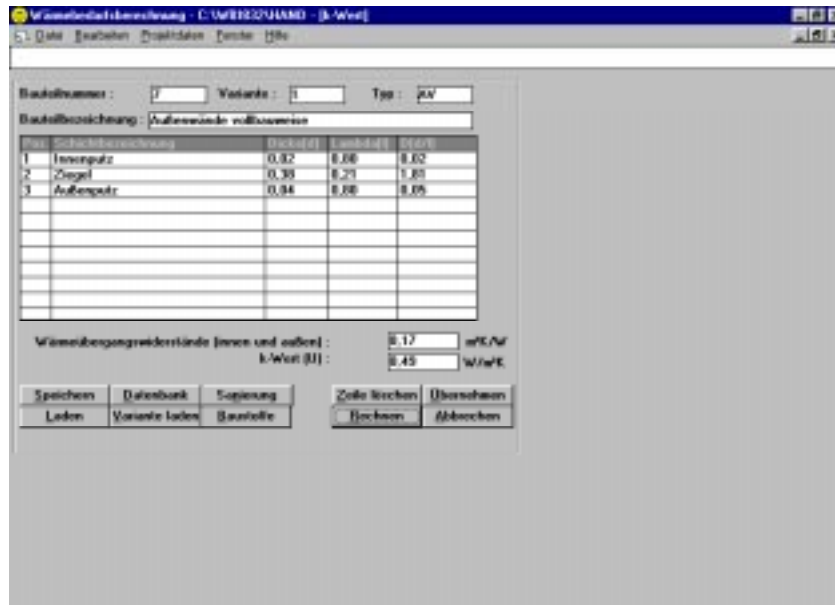 Wärmebedarfsberechnung - C:\WB1832\HAND - [k-Wert]
Datei Bearbeiten Projektdaten Fenster Hilfe
Bauteilnummer : 7 Variante : 1 Typ : AW
Bauteilbezeichnung : Außenwände vollbauweise
Pos Schichtbezeichnung Dicke[d] Lambda[l] D[d/l]
1 Innenputz 0.02 0.80 0.02
2 Ziegel 0.38 0.21 1.81
3 Außenputz 0.04 0.80 0.05
Wärmeübergangswiderstände (innen und außen) : 0.17 m²K/W
k-Wert (U) : 0.49 W/m²K
Speichern Datenbank Sanierung Zeile löschen Übernehmen
Laden Variante laden Baustoffe Rechnen Abbrechen